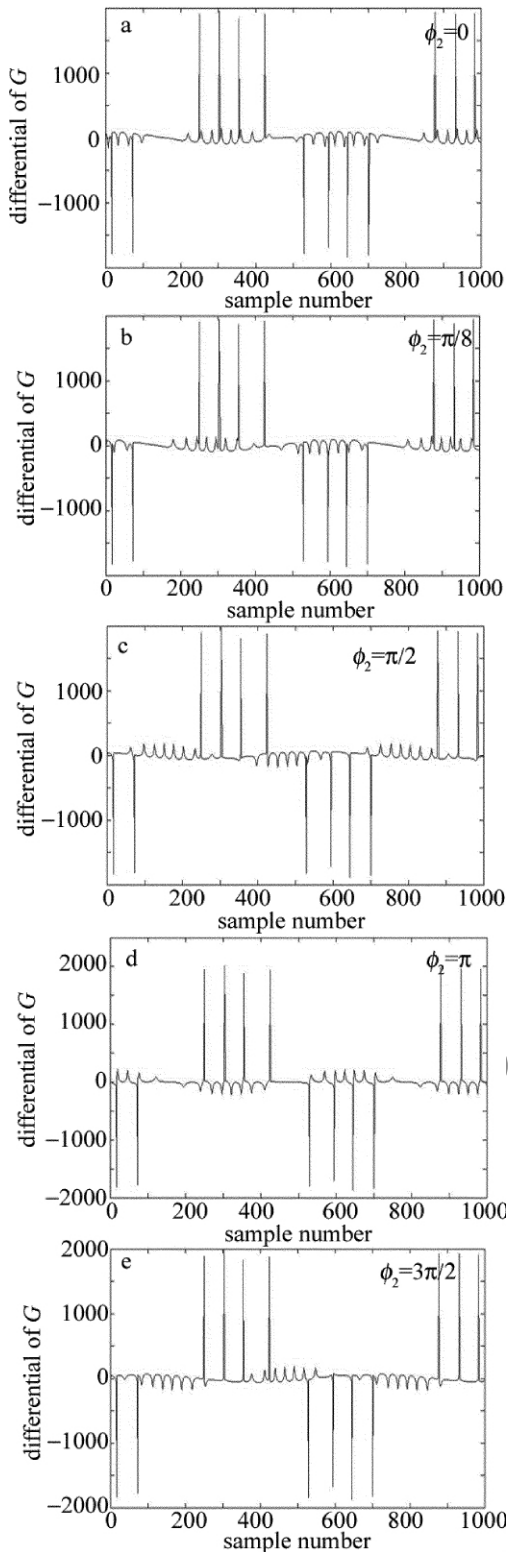 a
ϕ₂=0
1000
0
−1000
differential of G
0 200 400 600 800 1000
sample number
b
ϕ₂=π/8
1000
0
−1000
differential of G
0 200 400 600 800 1000
sample number
c
ϕ₂=π/2
1000
0
−1000
differential of G
0 200 400 600 800 1000
sample number
d
ϕ₂=π
2000
1000
0
−1000
−2000
differential of G
0 200 400 600 800 1000
sample number
e
ϕ₂=3π/2
2000
1000
0
−1000
−2000
differential of G
0 200 400 600 800 1000
sample number